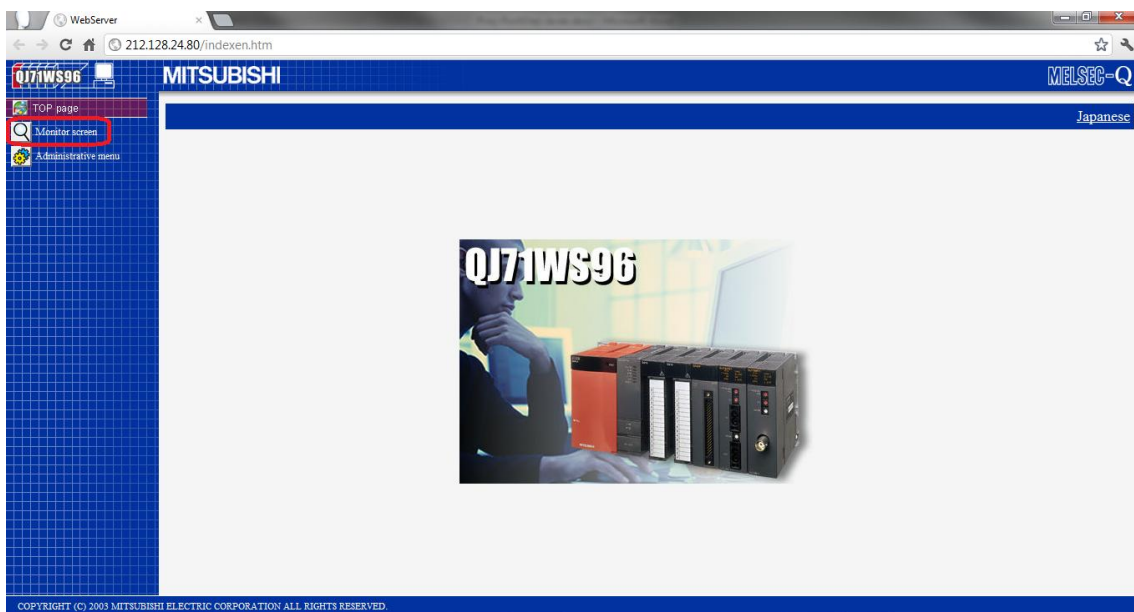 WebServer
212.128.24.80/indexen.htm
QJ71WS96
MITSUBISHI
MELSEC-Q
TOP page
Japanese
Monitor screen
Administrative menu
QJ71WS96
COPYRIGHT (C) 2003 MITSUBISHI ELECTRIC CORPORATION ALL RIGHTS RESERVED.